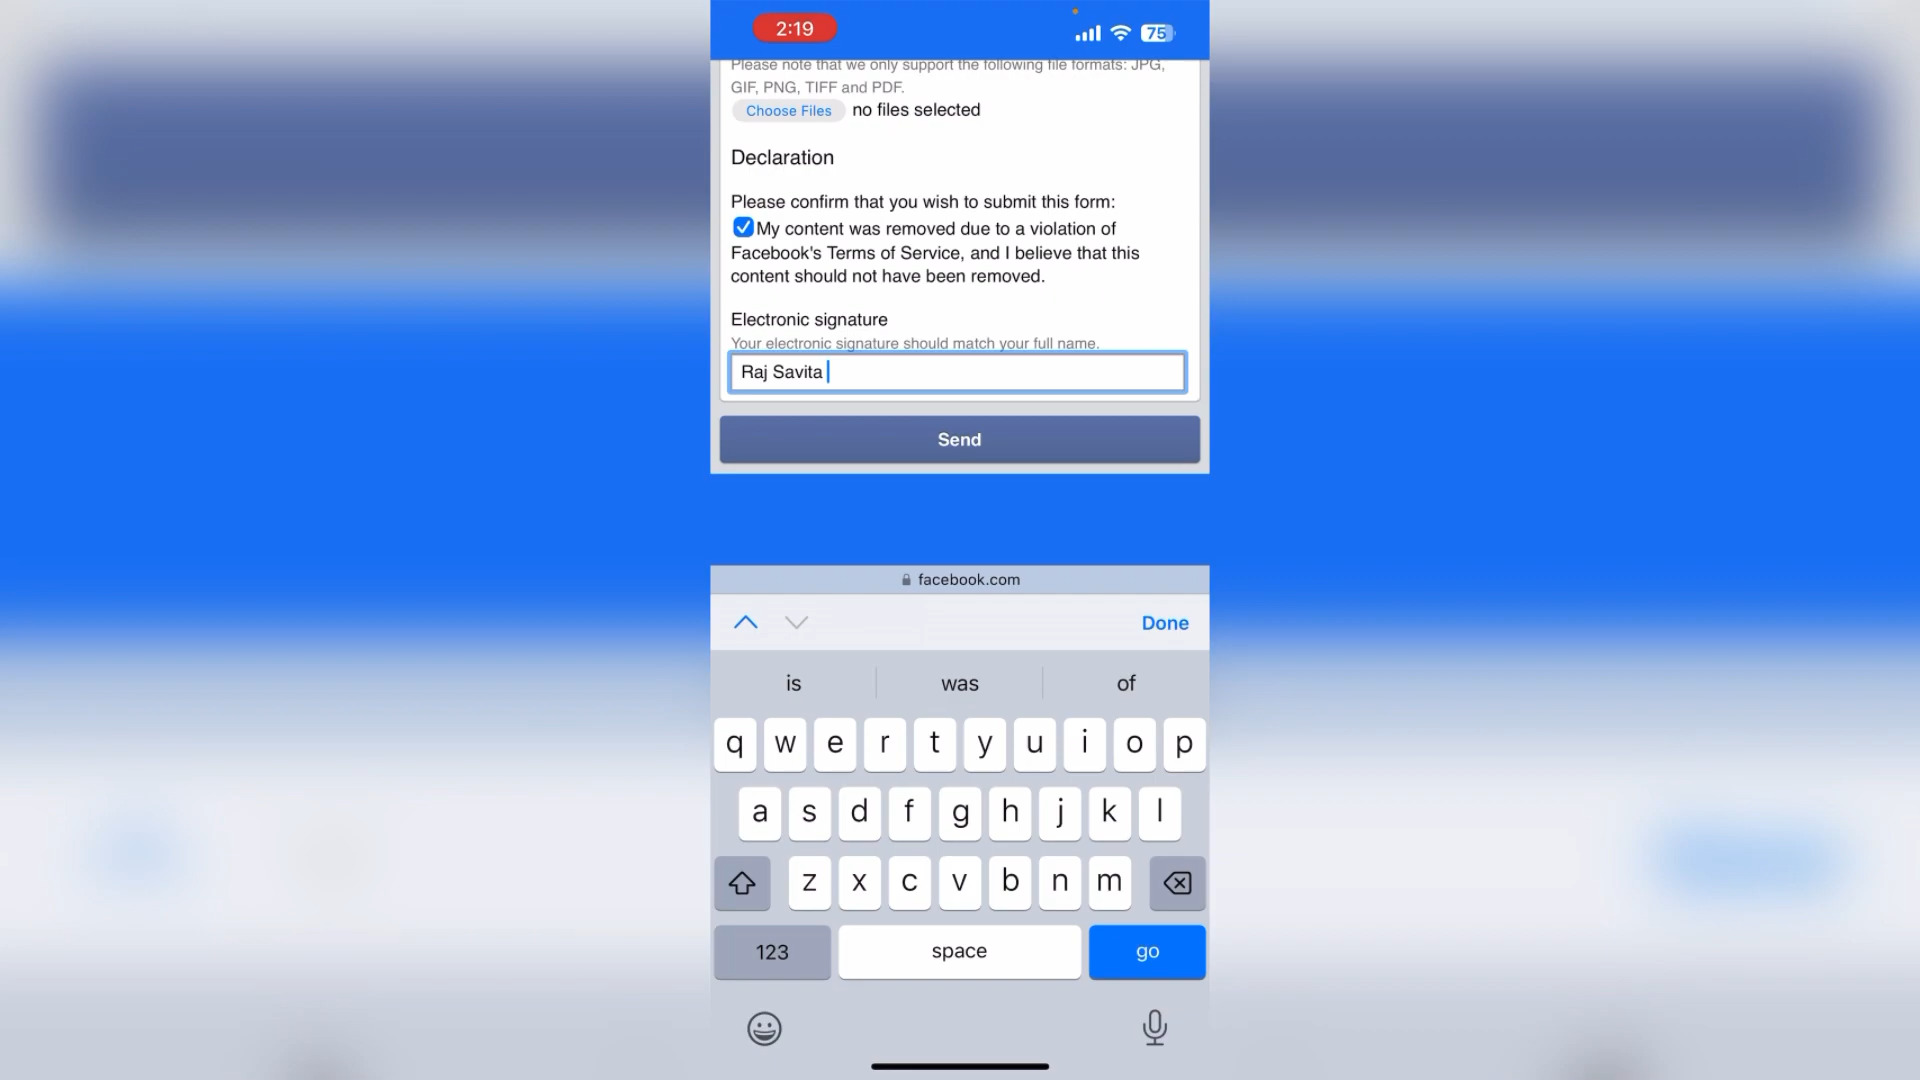 2:19
75
Please note that we only support the following file formats: JPG,
GIF, PNG, TIFF and PDF.
Choose Files no files selected
Declaration
Please confirm that you wish to submit this form:
My content was removed due to a violation of
Facebook's Terms of Service, and I believe that this
content should not have been removed.
Electronic signature
Your electronic signature should match your full name.
Raj Savita
Send
facebook.com
Done
is was of
q w e r t y u i o p
a s d f g h j k l
z x c v b n m
123 space go